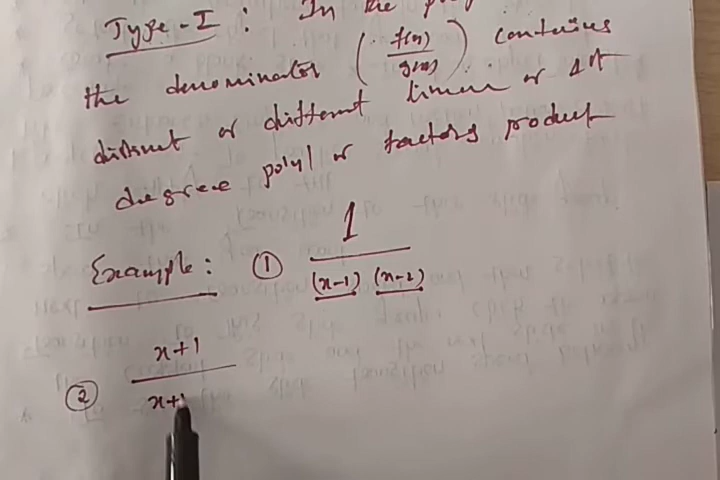 Type-I : In the poly
the denominator (f(x)/g(x)) contains
distinct or different linear or 1st
degree polyl or factors product
Example : ① 1/((x-1)(x-2))
② x+1/x+